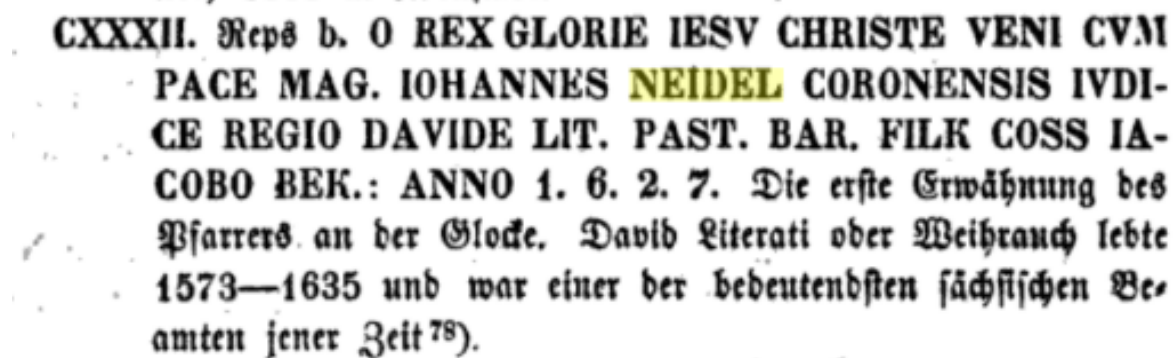 CXXXII. Reps b. O REX GLORIE IESV CHRISTE VENI CVM
PACE MAG. IOHANNES NEIDEL CORONENSIS IVDI-
CE REGIO DAVIDE LIT. PAST. BAR. FILK COSS IA-
COBO BEK.: ANNO 1. 6. 2. 7. Die erste Erwähnung des
Pfarrers an der Glocke. David Literati oder Weihrauch lebte
1573—1635 und war einer der bedeutendsten sächsischen Be-
amten jener Zeit 78).